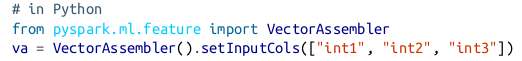 # in Python
from pyspark.ml.feature import VectorAssembler
va = VectorAssembler().setInputCols(["int1", "int2", "int3"])